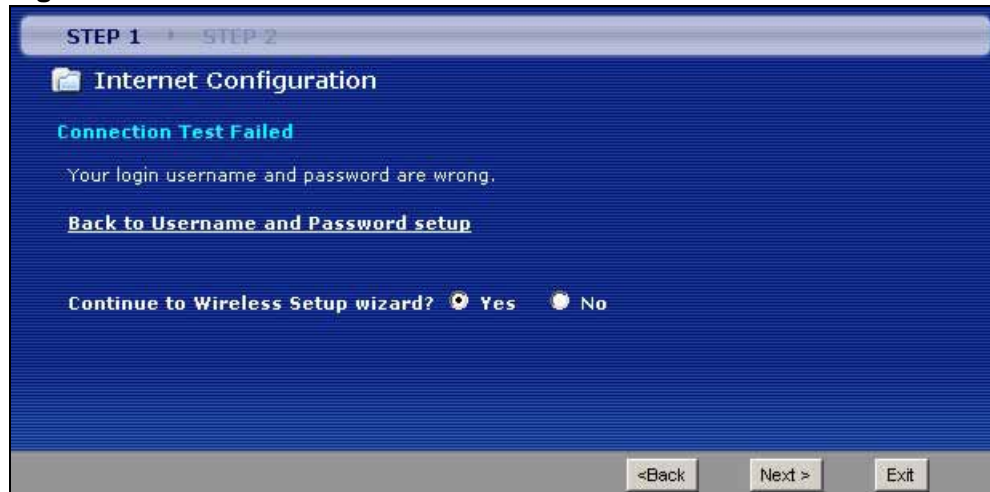 STEP 1 STEP 2
Internet Configuration
Connection Test Failed
Your login username and password are wrong.
Back to Username and Password setup
Continue to Wireless Setup wizard? Yes No
<Back Next > Exit